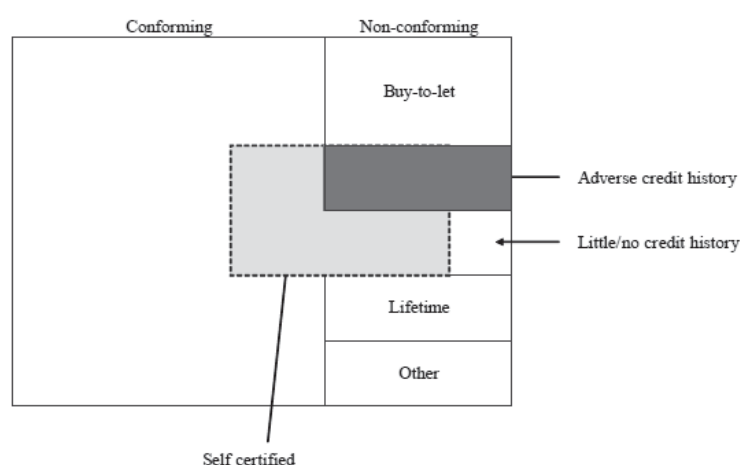 Conforming
Non-conforming
Buy-to-let
Adverse credit history
Little/no credit history
Lifetime
Other
Self certified